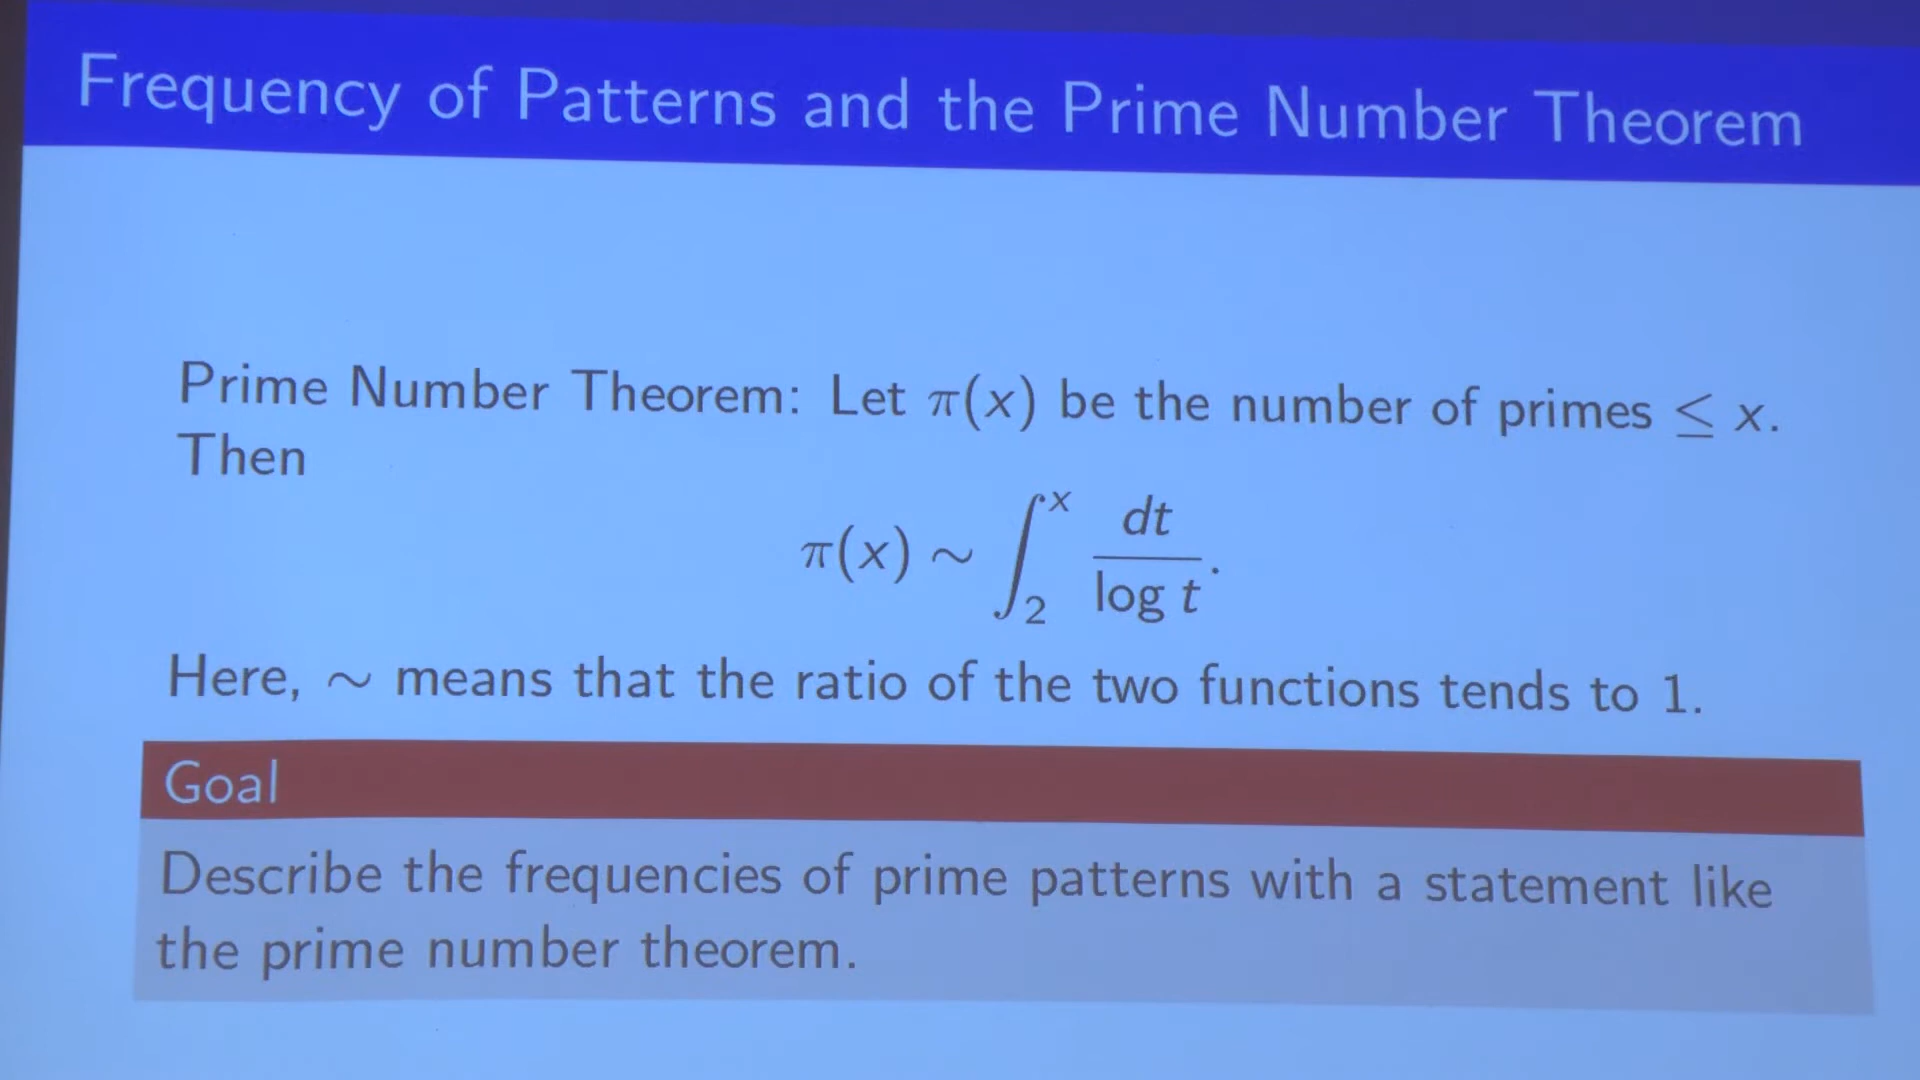 Frequency of Patterns and the Prime Number Theorem
Prime Number Theorem: Let π(x) be the number of primes ≤ x.
Then
π(x) ∼ ∫₂ˣ dt / log t.
Here, ∼ means that the ratio of the two functions tends to 1.
Goal
Describe the frequencies of prime patterns with a statement like
the prime number theorem.